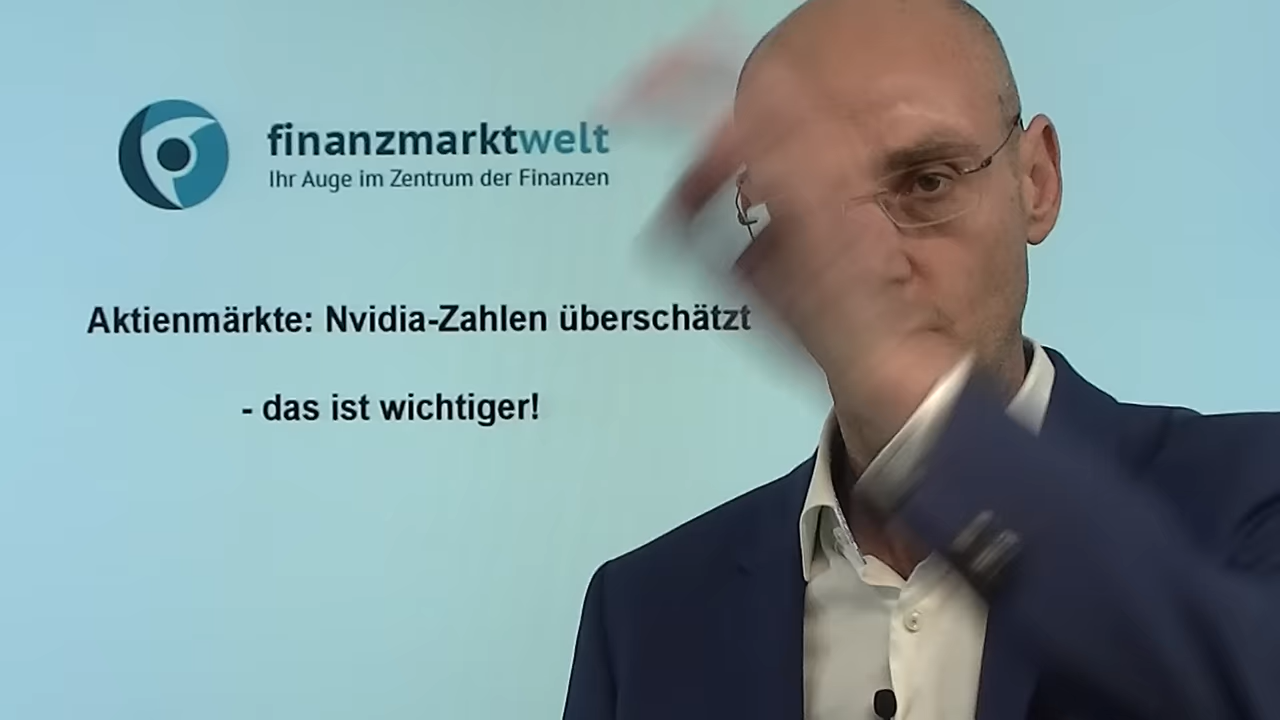 finanzmarktwelt
Ihr Auge im Zentrum der Finanzen
Aktienmärkte: Nvidia-Zahlen überschätzt
- das ist wichtiger!